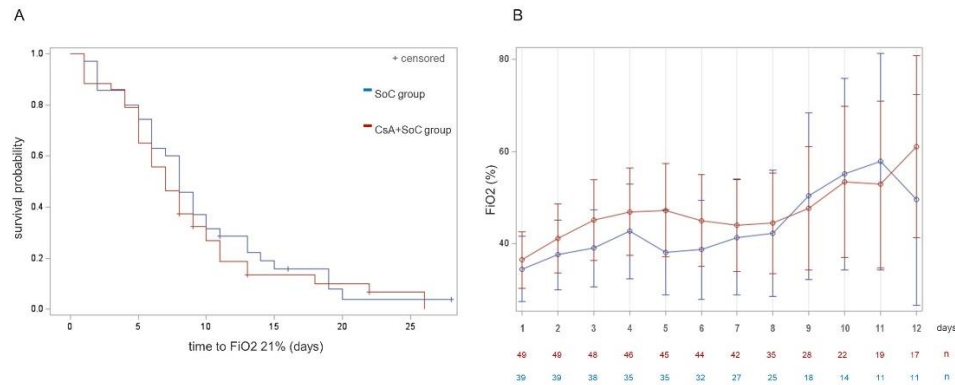 A
B
1.0
0.8
0.6
0.4
0.2
0.0
survival probability
+ censored
SoC group
CsA+SoC group
0 5 10 15 20 25
time to FiO2 21% (days)
80
60
40
FiO2 (%)
1 2 3 4 5 6 7 8 9 10 11 12 days
49 49 48 46 45 44 42 35 28 22 19 17 n
39 39 38 35 35 32 27 25 18 14 11 11 n